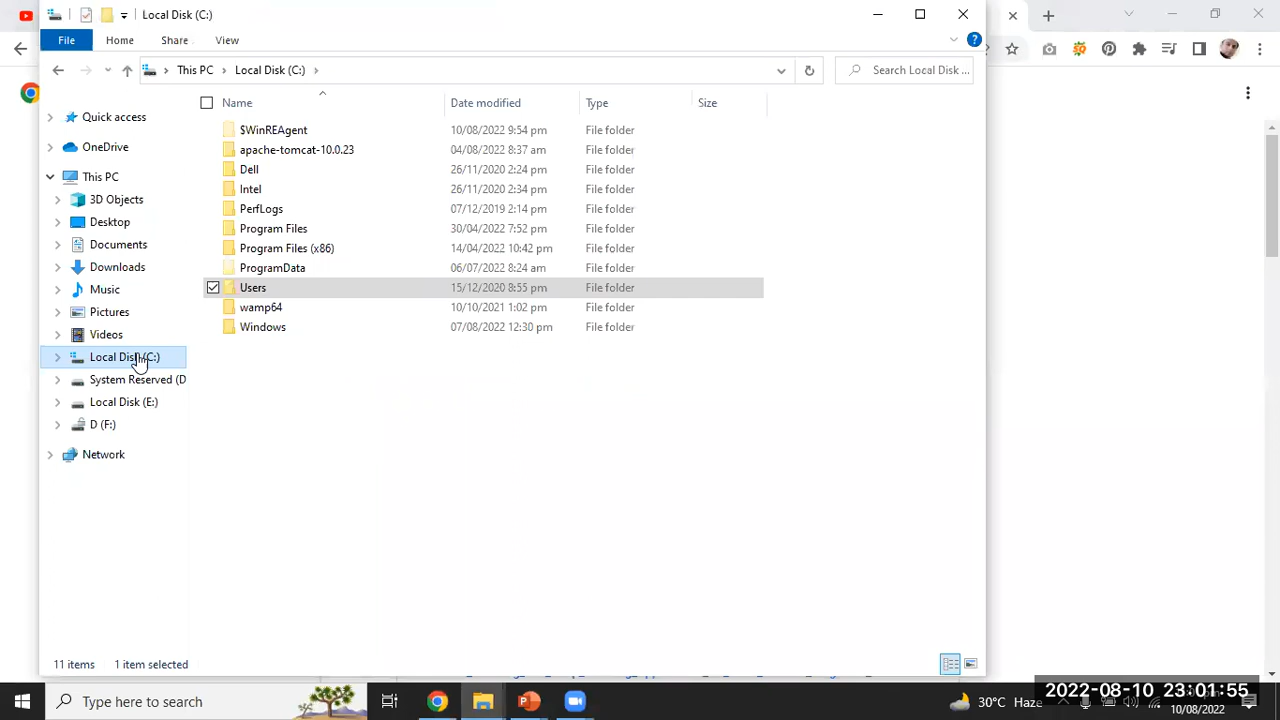 Local Disk (C:)
File Home Share View
This PC Local Disk (C:) Search Local Disk ...
Name Date modified Type Size
Quick access
OneDrive
This PC
3D Objects
Desktop
Documents
Downloads
Music
Pictures
Videos
Local Disk (C:)
System Reserved (D
Local Disk (E:)
D (F:)
Network
$WinREAgent 10/08/2022 9:54 pm File folder
apache-tomcat-10.0.23 04/08/2022 8:37 am File folder
Dell 26/11/2020 2:24 pm File folder
Intel 26/11/2020 2:34 pm File folder
PerfLogs 07/12/2019 2:14 pm File folder
Program Files 30/04/2022 7:52 pm File folder
Program Files (x86) 14/04/2022 10:42 pm File folder
ProgramData 06/07/2022 8:24 am File folder
Users 15/12/2020 8:55 pm File folder
wamp64 10/10/2021 1:02 pm File folder
Windows 07/08/2022 12:30 pm File folder
11 items 1 item selected
Type here to search
30°C Haze
2022-08-10 23:01:55
10/08/2022